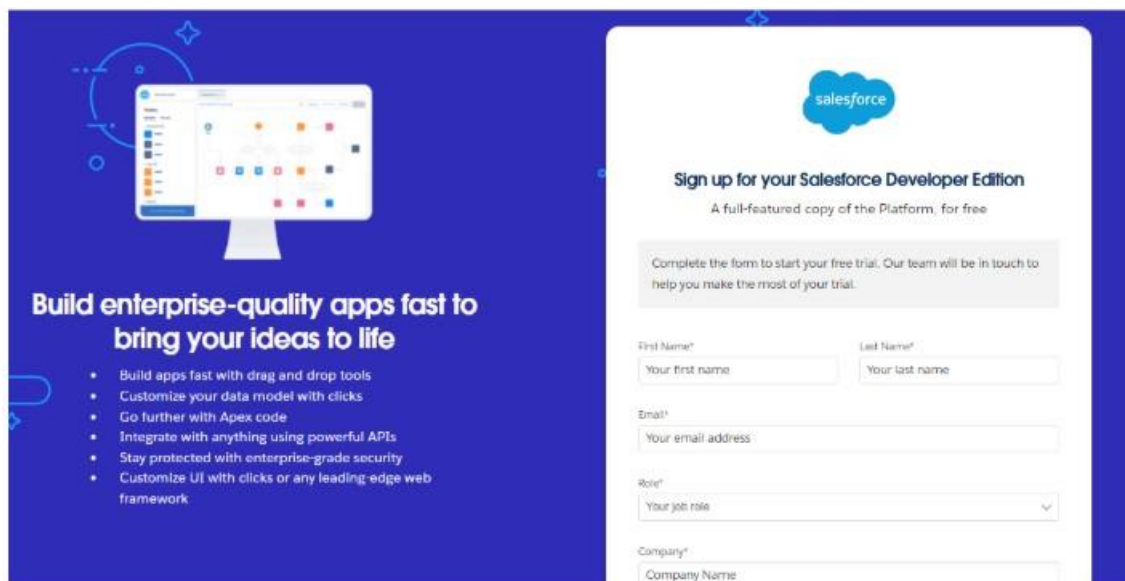 Build enterprise-quality apps fast to
bring your ideas to life
Build apps fast with drag and drop tools
Customize your data model with clicks
Go further with Apex code
Integrate with anything using powerful APIs
Stay protected with enterprise-grade security
Customize UI with clicks or any leading-edge web
framework
salesforce
Sign up for your Salesforce Developer Edition
A full-featured copy of the Platform, for free
Complete the form to start your free trial. Our team will be in touch to
help you make the most of your trial.
First Name* Last Name*
Your first name Your last name
Email*
Your email address
Role*
Your job role
Company*
Company Name